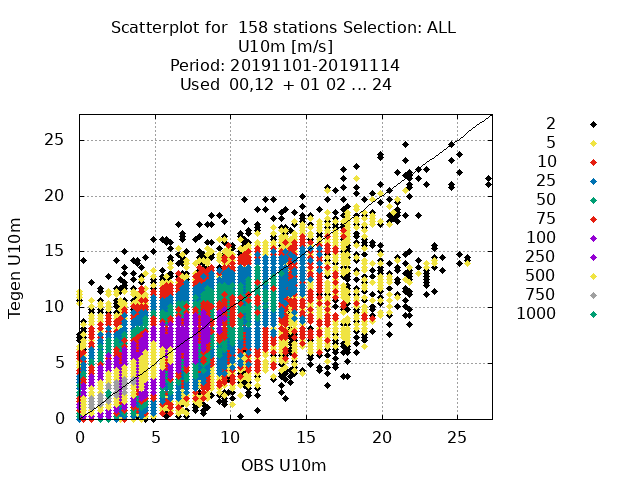 Scatterplot for  158 stations Selection: ALL
U10m [m/s]
Period: 20191101-20191114
Used  00,12  + 01 02 ... 24
25
20
15
10
5
0
Tegen U10m
0 5 10 15 20 25
OBS U10m
2
5
10
25
50
75
100
250
500
750
1000